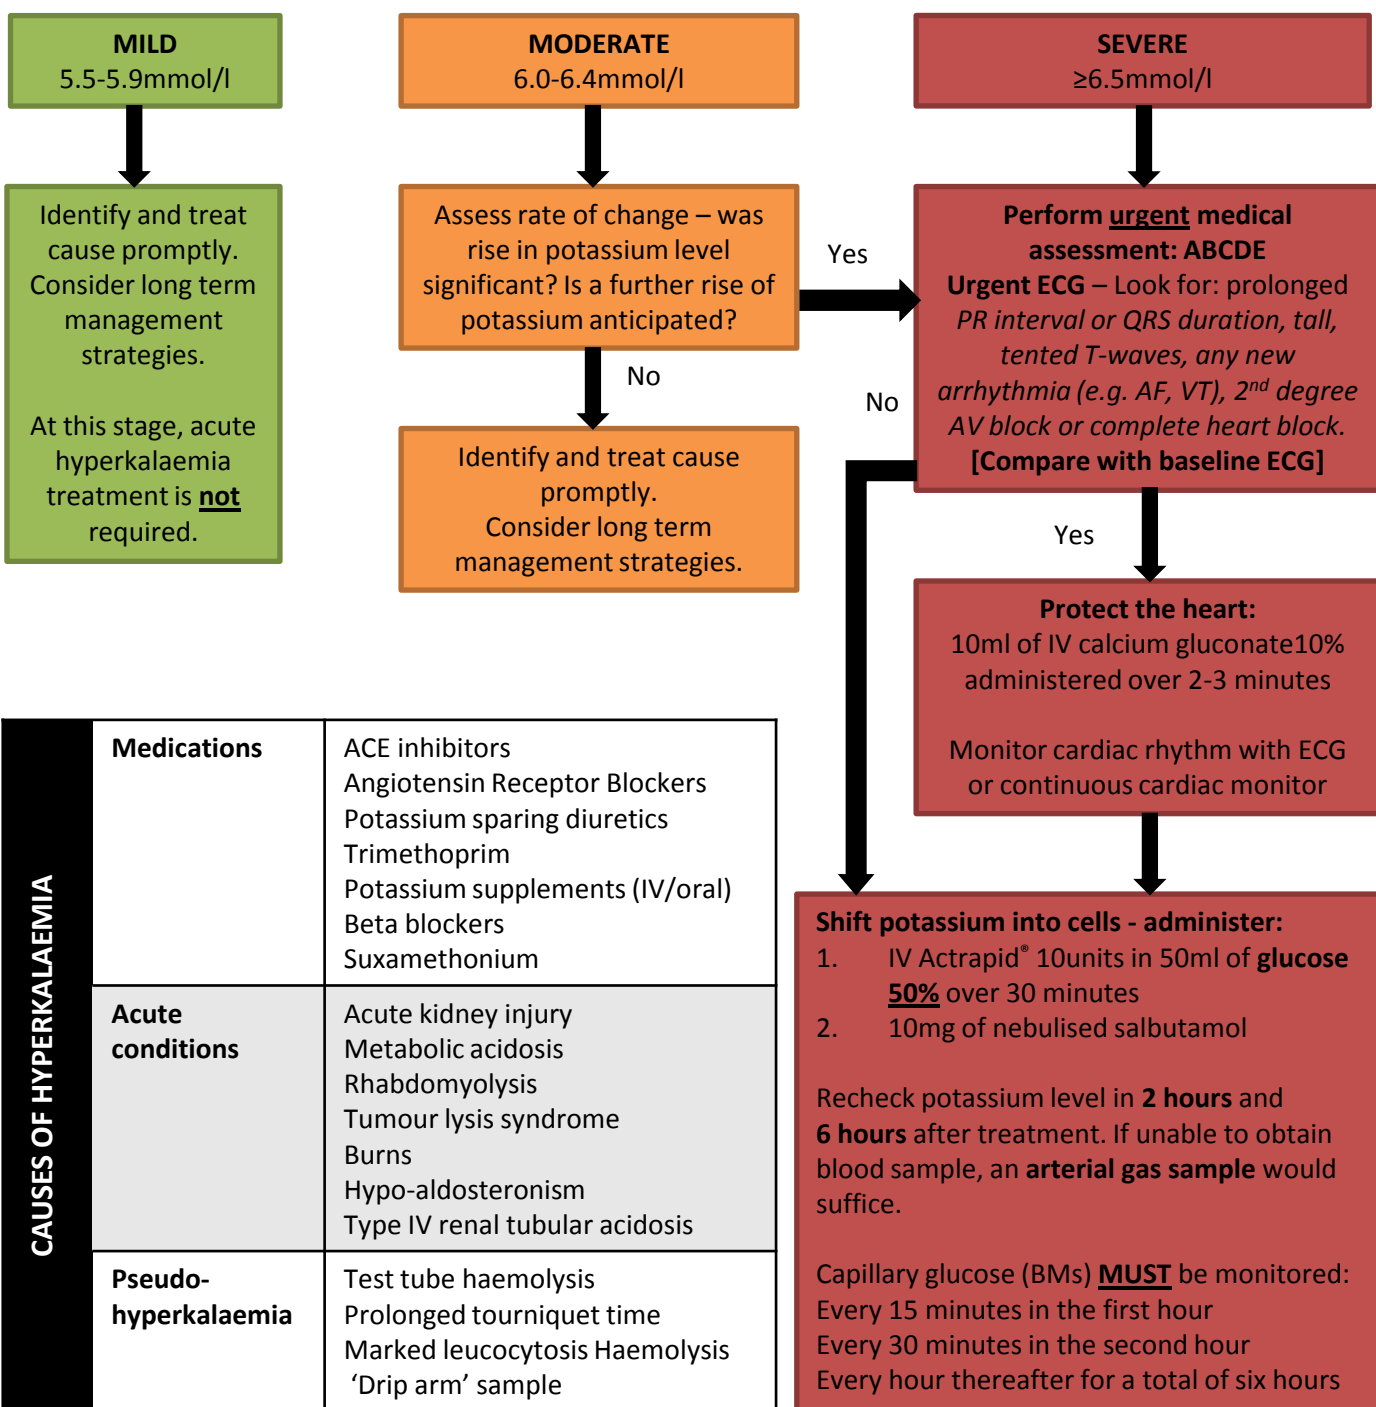 MILD
5.5-5.9mmol/l
MODERATE
6.0-6.4mmol/l
SEVERE
≥6.5mmol/l
Identify and treat
cause promptly.
Consider long term
management
strategies.
At this stage, acute
hyperkalaemia
treatment is not
required.
Assess rate of change – was
rise in potassium level
significant? Is a further rise of
potassium anticipated?
Yes
No
Identify and treat cause
promptly.
Consider long term
management strategies.
Perform urgent medical
assessment: ABCDE
Urgent ECG – Look for: prolonged
PR interval or QRS duration, tall,
tented T-waves, any new
arrhythmia (e.g. AF, VT), 2nd degree
AV block or complete heart block.
[Compare with baseline ECG]
No
Yes
Protect the heart:
10ml of IV calcium gluconate10%
administered over 2-3 minutes
Monitor cardiac rhythm with ECG
or continuous cardiac monitor
Shift potassium into cells - administer:
1. IV Actrapid® 10units in 50ml of glucose
50% over 30 minutes
2. 10mg of nebulised salbutamol
Recheck potassium level in 2 hours and
6 hours after treatment. If unable to obtain
blood sample, an arterial gas sample would
suffice.
Capillary glucose (BMs) MUST be monitored:
Every 15 minutes in the first hour
Every 30 minutes in the second hour
Every hour thereafter for a total of six hours
CAUSES OF HYPERKALAEMIA
Medications
ACE inhibitors
Angiotensin Receptor Blockers
Potassium sparing diuretics
Trimethoprim
Potassium supplements (IV/oral)
Beta blockers
Suxamethonium
Acute
conditions
Acute kidney injury
Metabolic acidosis
Rhabdomyolysis
Tumour lysis syndrome
Burns
Hypo-aldosteronism
Type IV renal tubular acidosis
Pseudo-
hyperkalaemia
Test tube haemolysis
Prolonged tourniquet time
Marked leucocytosis Haemolysis
‘Drip arm’ sample